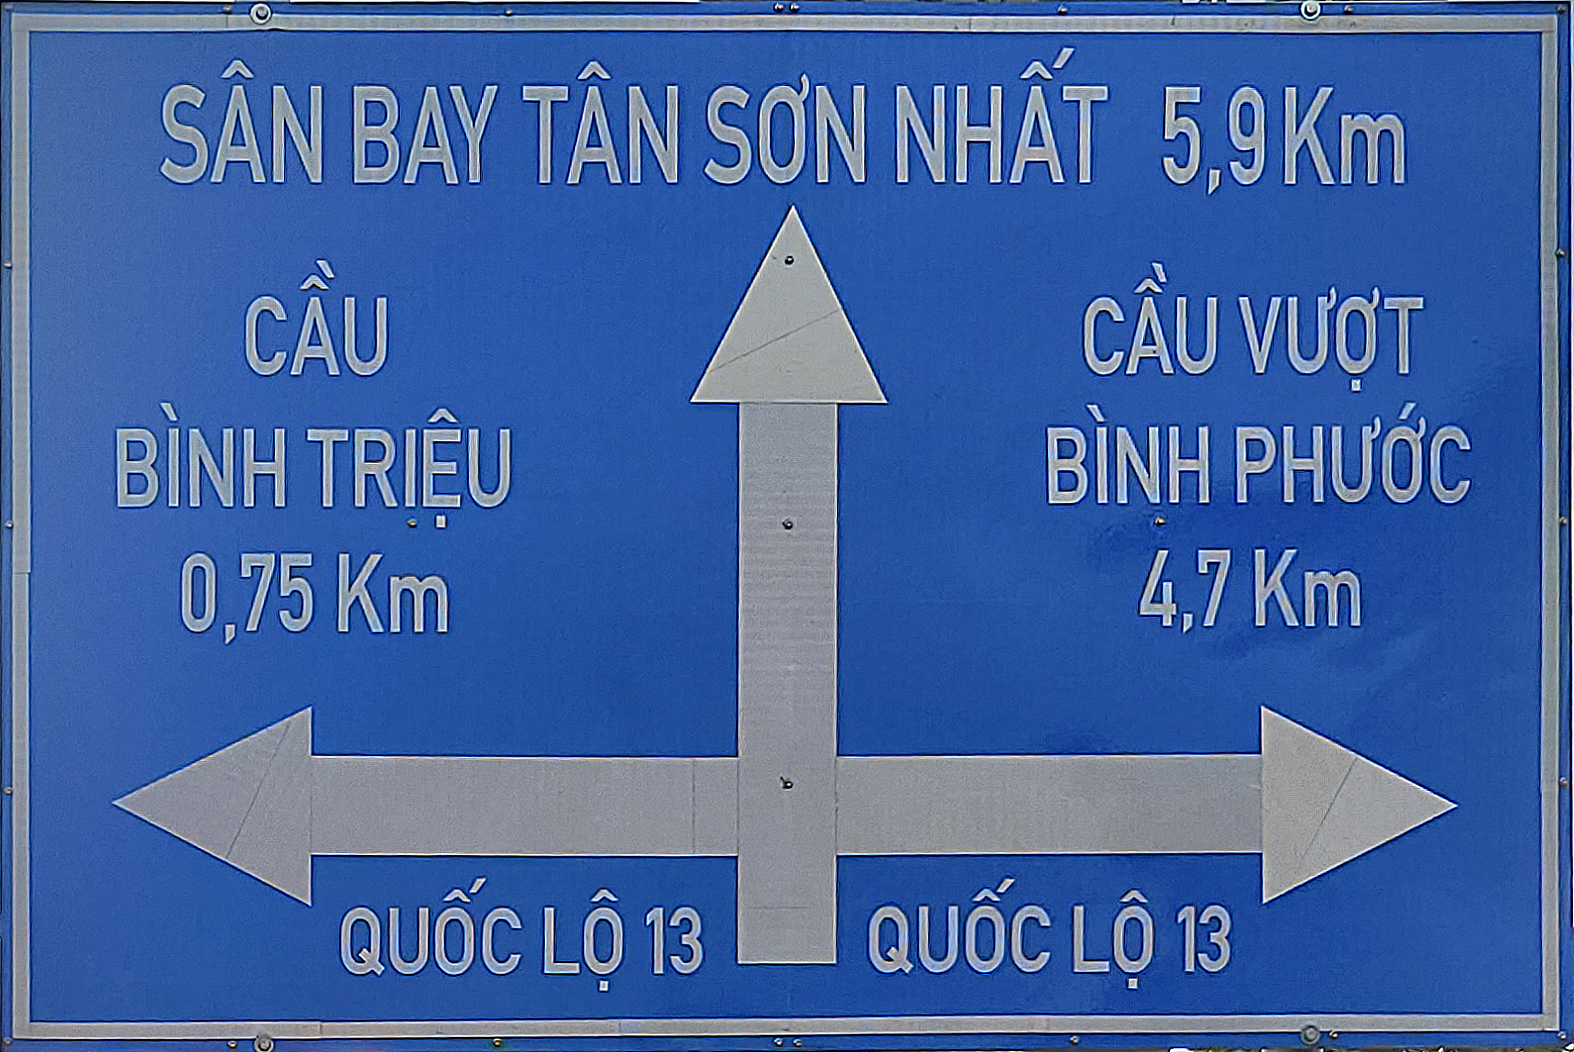 SÂN BAY TÂN SƠN NHẤT 5,9 Km
CẦU
BÌNH TRIỆU
0,75 Km
CẦU VƯỢT
BÌNH PHƯỚC
4,7 Km
QUỐC LỘ 13
QUỐC LỘ 13